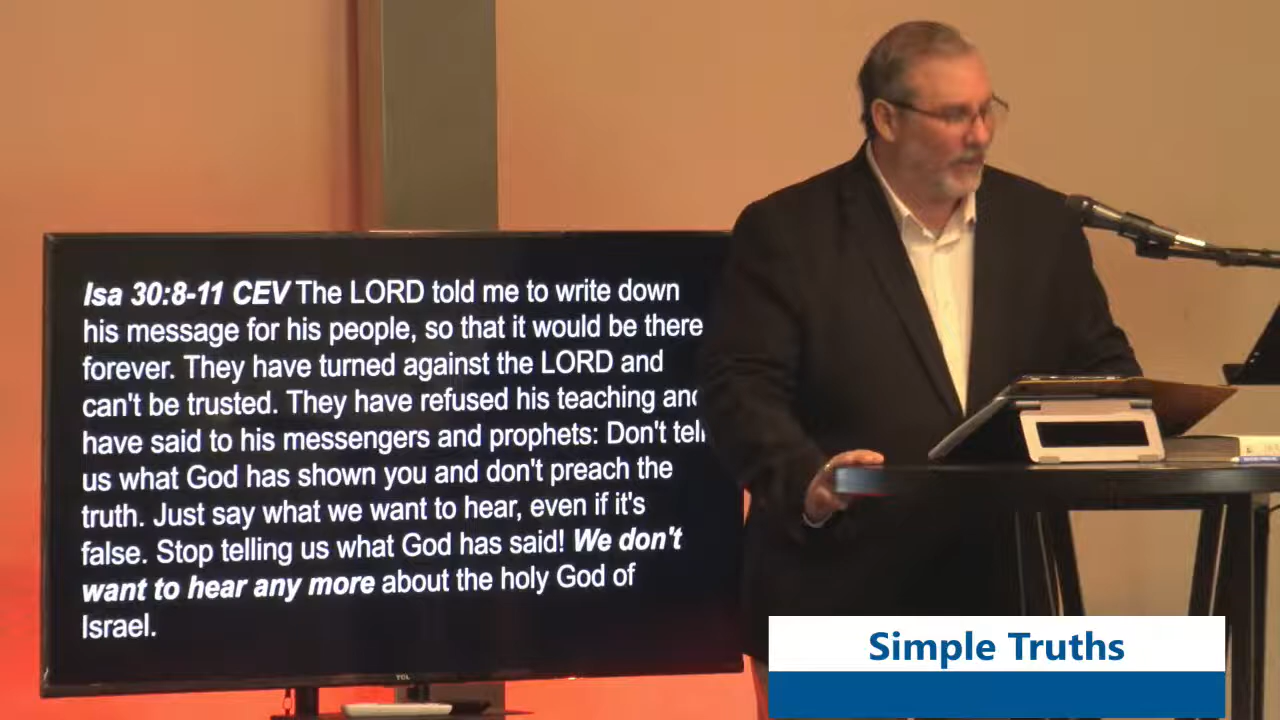 Isa 30:8-11 CEV The LORD told me to write down
his message for his people, so that it would be there
forever. They have turned against the LORD and
can't be trusted. They have refused his teaching and
have said to his messengers and prophets: Don't tell
us what God has shown you and don't preach the
truth. Just say what we want to hear, even if it's
false. Stop telling us what God has said! We don't
want to hear any more about the holy God of
Israel.
TCL
Simple Truths